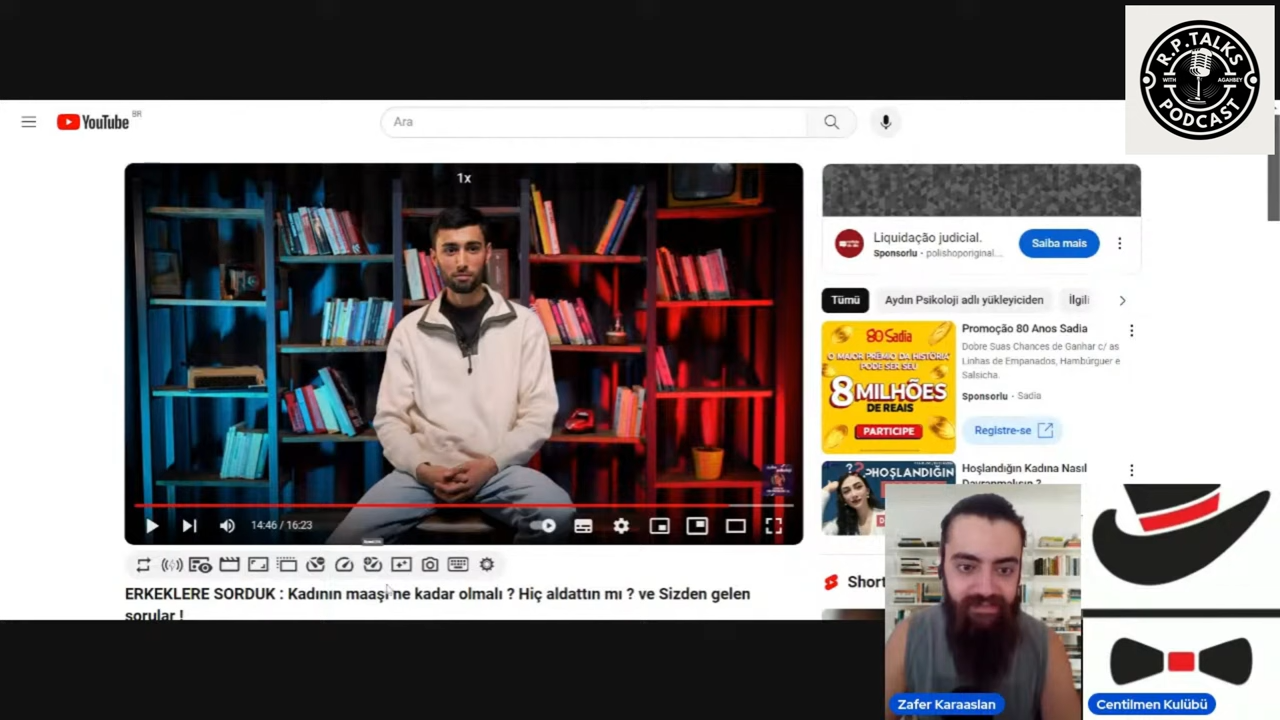 R.P.TALKS
WITH
AGAHBEY
PODCAST
YouTube
BR
Ara
1x
14:46 / 16:23
ERKEKLERE SORDUK : Kadının maaşı ne kadar olmalı ? Hiç aldattın mı ? ve Sizden gelen
sorular !
Liquidação judicial.
Sponsorlu · polishoporiginal...
Saiba mais
Tümü
Aydın Psikoloji adlı yükleyiciden
İlgili
80 Sadia
O MAIOR PRÊMIO DA HISTÓRIA
PODE SER SEU
8 MILHÕES
DE REAIS
PARTICIPE
Promoção 80 Anos Sadia
Dobre Suas Chances de Ganhar c/ as
Linhas de Empanados, Hambúrguer e
Salsicha.
Sponsorlu · Sadia
Registre-se
HOŞLANDIĞIN
Hoşlandığın Kadına Nasıl
Davranmalısın ?
Short
Zafer Karaaslan
Centilmen Kulübü